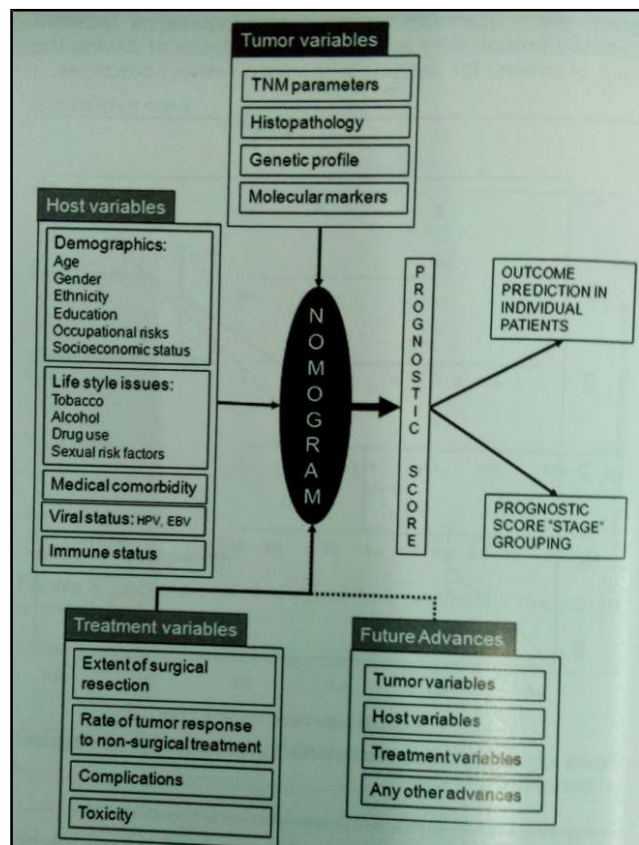 Tumor variables
TNM parameters
Histopathology
Genetic profile
Molecular markers
Host variables
Demographics:
Age
Gender
Ethnicity
Education
Occupational risks
Socioeconomic status
Life style issues:
Tobacco
Alcohol
Drug use
Sexual risk factors
Medical comorbidity
Viral status: HPV, EBV
Immune status
NOMOGRAM
PROGNOSTIC SCORE
OUTCOME
PREDICTION IN
INDIVIDUAL
PATIENTS
PROGNOSTIC
SCORE "STAGE"
GROUPING
Treatment variables
Extent of surgical
resection
Rate of tumor response
to non-surgical treatment
Complications
Toxicity
Future Advances
Tumor variables
Host variables
Treatment variables
Any other advances